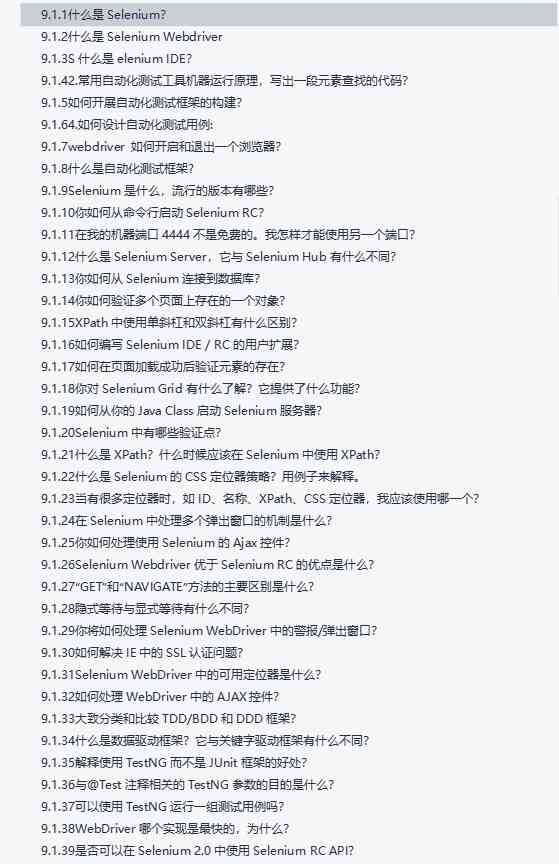 9.1.1什么是 Selenium?
9.1.2什么是 Selenium Webdriver
9.1.3S 什么是 elenium IDE?
9.1.42.常用自动化测试工具机器运行原理，写出一段元素查找的代码?
9.1.5如何开展自动化测试框架的构建?
9.1.64.如何设计自动化测试用例:
9.1.7webdriver 如何开启和退出一个浏览器?
9.1.8什么是自动化测试框架?
9.1.9Selenium 是什么，流行的版本有哪些?
9.1.10你如何从命令行启动 Selenium RC?
9.1.11在我的机器端口 4444 不是免费的。我怎样才能使用另一个端口?
9.1.12什么是 Selenium Server，它与 Selenium Hub 有什么不同?
9.1.13你如何从 Selenium 连接到数据库?
9.1.14你如何验证多个页面上存在的一个对象?
9.1.15XPath 中使用单斜杠和双斜杠有什么区别?
9.1.16如何编写 Selenium IDE / RC 的用户扩展?
9.1.17如何在页面加载成功后验证元素的存在?
9.1.18你对 Selenium Grid 有什么了解？它提供了什么功能?
9.1.19如何从你的 Java Class 启动 Selenium 服务器?
9.1.20Selenium 中有哪些验证点?
9.1.21什么是 XPath？什么时候应该在 Selenium 中使用 XPath?
9.1.22什么是 Selenium 的 CSS 定位器策略？用例子来解释。
9.1.23当有很多定位器时，如 ID、名称、XPath、CSS 定位器，我应该使用哪一个?
9.1.24在 Selenium 中处理多个弹出窗口的机制是什么?
9.1.25你如何处理使用 Selenium 的 Ajax 控件?
9.1.26Selenium Webdriver 优于 Selenium RC 的优点是什么?
9.1.27“GET”和“NAVIGATE”方法的主要区别是什么?
9.1.28隐式等待与显式等待有什么不同?
9.1.29你将如何处理 Selenium WebDriver 中的警报/弹出窗口?
9.1.30如何解决 IE 中的 SSL 认证问题?
9.1.31Selenium WebDriver 中的可用定位器是什么?
9.1.32如何处理 WebDriver 中的 AJAX 控件?
9.1.33大致分类和比较 TDD/BDD 和 DDD 框架?
9.1.34什么是数据驱动框架？它与关键字驱动框架有什么不同?
9.1.35解释使用 TestNG 而不是 JUnit 框架的好处?
9.1.36与@Test 注释相关的 TestNG 参数的目的是什么?
9.1.37可以使用 TestNG 运行一组测试用例吗?
9.1.38WebDriver 哪个实现是最快的，为什么?
9.1.39是否可以在 Selenium 2.0 中使用 Selenium RC API?